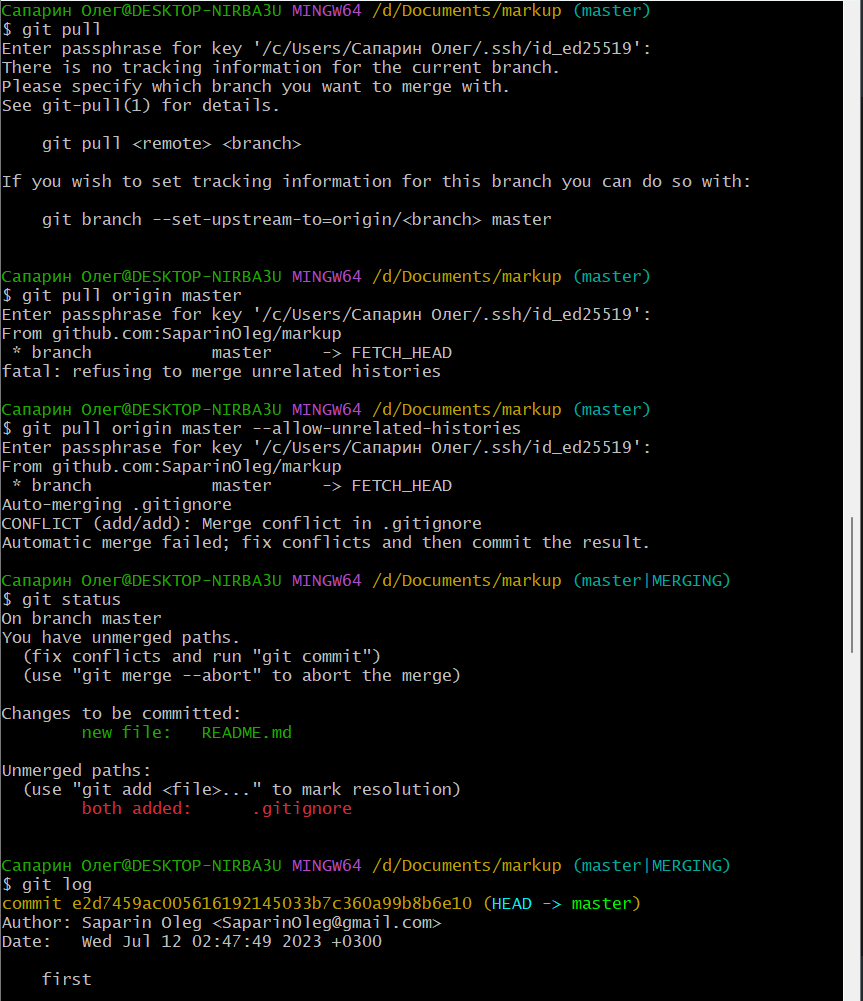 Сапарин Олег@DESKTOP-NIRBA3U MINGW64 /d/Documents/markup (master)
$ git pull
Enter passphrase for key '/c/Users/Сапарин Олег/.ssh/id_ed25519':
There is no tracking information for the current branch.
Please specify which branch you want to merge with.
See git-pull(1) for details.

    git pull <remote> <branch>

If you wish to set tracking information for this branch you can do so with:

    git branch --set-upstream-to=origin/<branch> master


Сапарин Олег@DESKTOP-NIRBA3U MINGW64 /d/Documents/markup (master)
$ git pull origin master
Enter passphrase for key '/c/Users/Сапарин Олег/.ssh/id_ed25519':
From github.com:SaparinOleg/markup
 * branch            master     -> FETCH_HEAD
fatal: refusing to merge unrelated histories

Сапарин Олег@DESKTOP-NIRBA3U MINGW64 /d/Documents/markup (master)
$ git pull origin master --allow-unrelated-histories
Enter passphrase for key '/c/Users/Сапарин Олег/.ssh/id_ed25519':
From github.com:SaparinOleg/markup
 * branch            master     -> FETCH_HEAD
Auto-merging .gitignore
CONFLICT (add/add): Merge conflict in .gitignore
Automatic merge failed; fix conflicts and then commit the result.

Сапарин Олег@DESKTOP-NIRBA3U MINGW64 /d/Documents/markup (master|MERGING)
$ git status
On branch master
You have unmerged paths.
  (fix conflicts and run "git commit")
  (use "git merge --abort" to abort the merge)

Changes to be committed:
        new file:   README.md

Unmerged paths:
  (use "git add <file>..." to mark resolution)
        both added:      .gitignore


Сапарин Олег@DESKTOP-NIRBA3U MINGW64 /d/Documents/markup (master|MERGING)
$ git log
commit e2d7459ac005616192145033b7c360a99b8b6e10 (HEAD -> master)
Author: Saparin Oleg <SaparinOleg@gmail.com>
Date:   Wed Jul 12 02:47:49 2023 +0300

    first